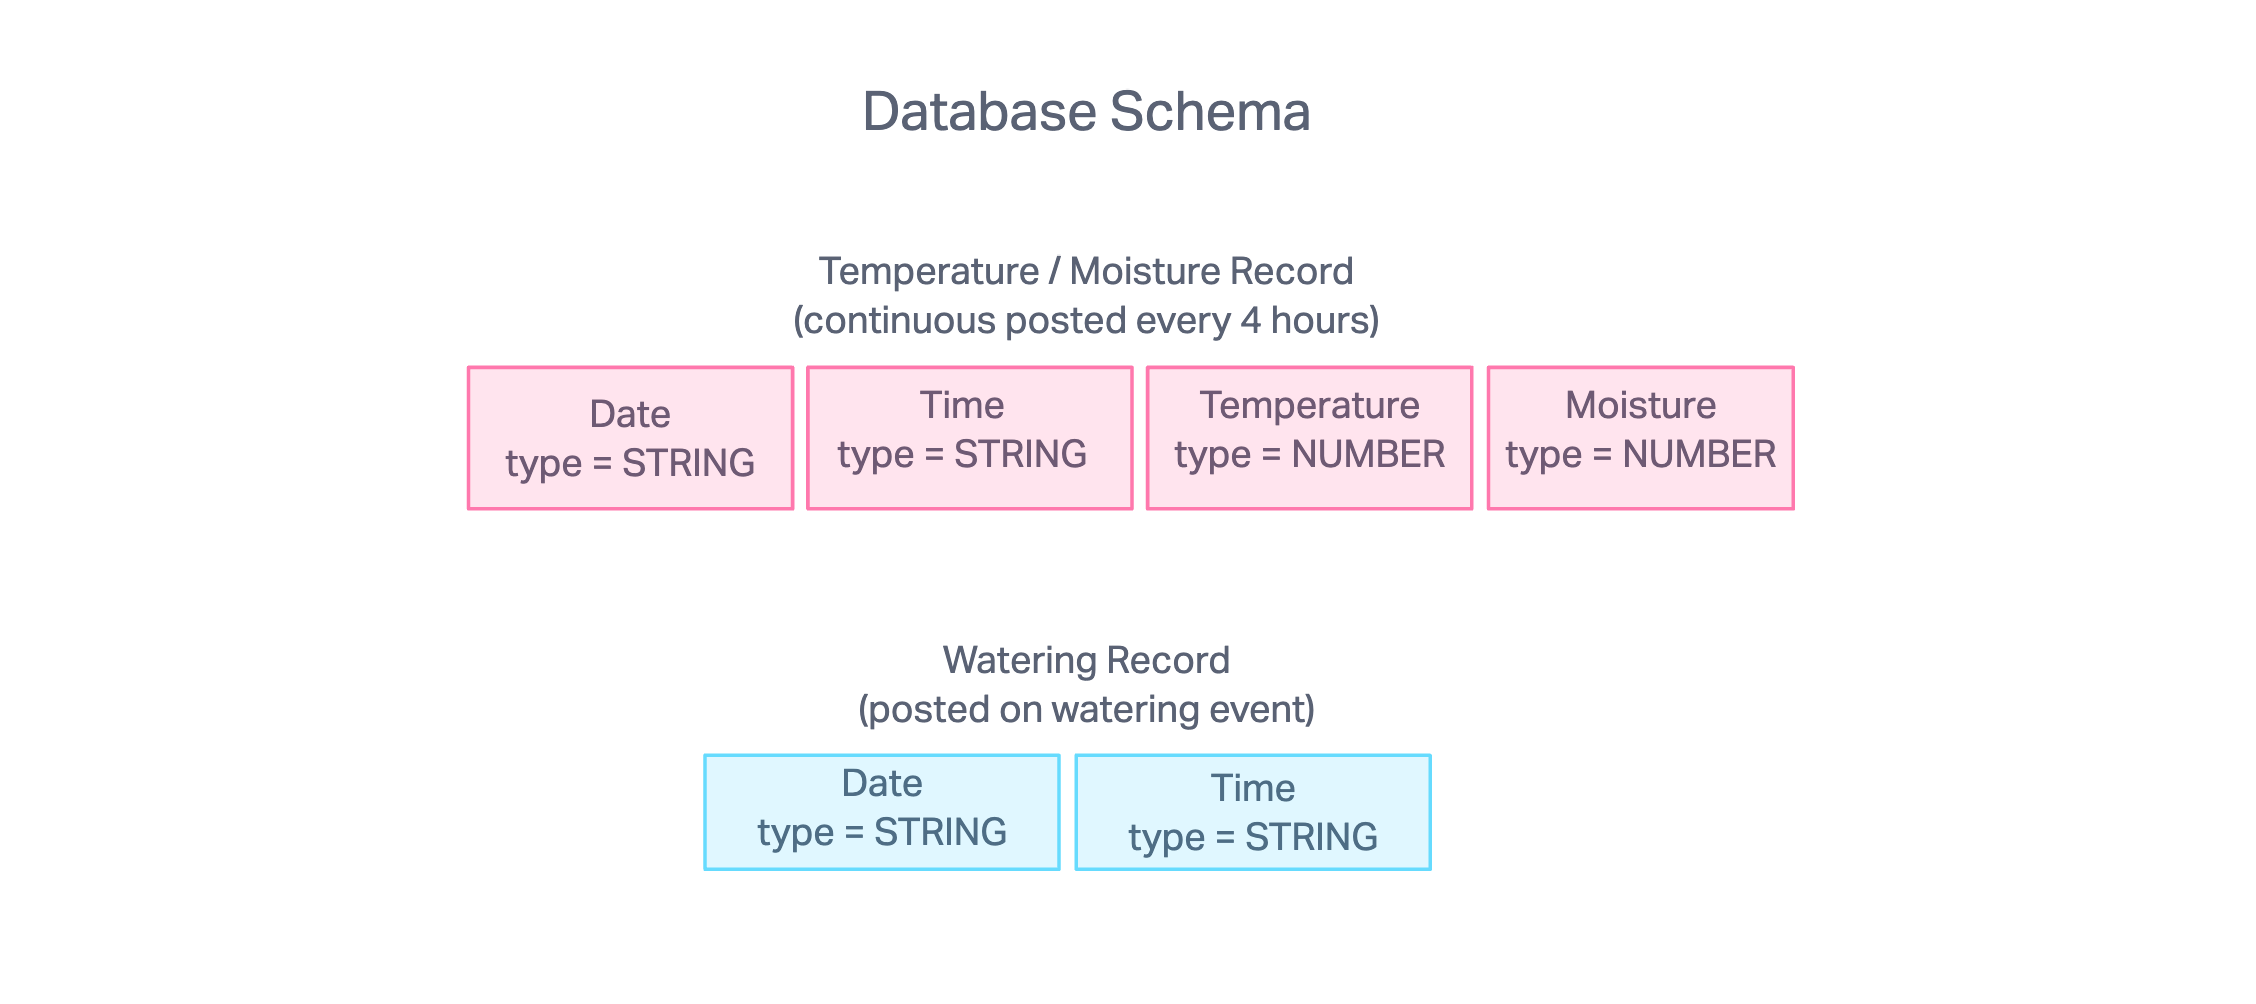 Database Schema
Temperature / Moisture Record
(continuous posted every 4 hours)
Date
type = STRING
Time
type = STRING
Temperature
type = NUMBER
Moisture
type = NUMBER
Watering Record
(posted on watering event)
Date
type = STRING
Time
type = STRING